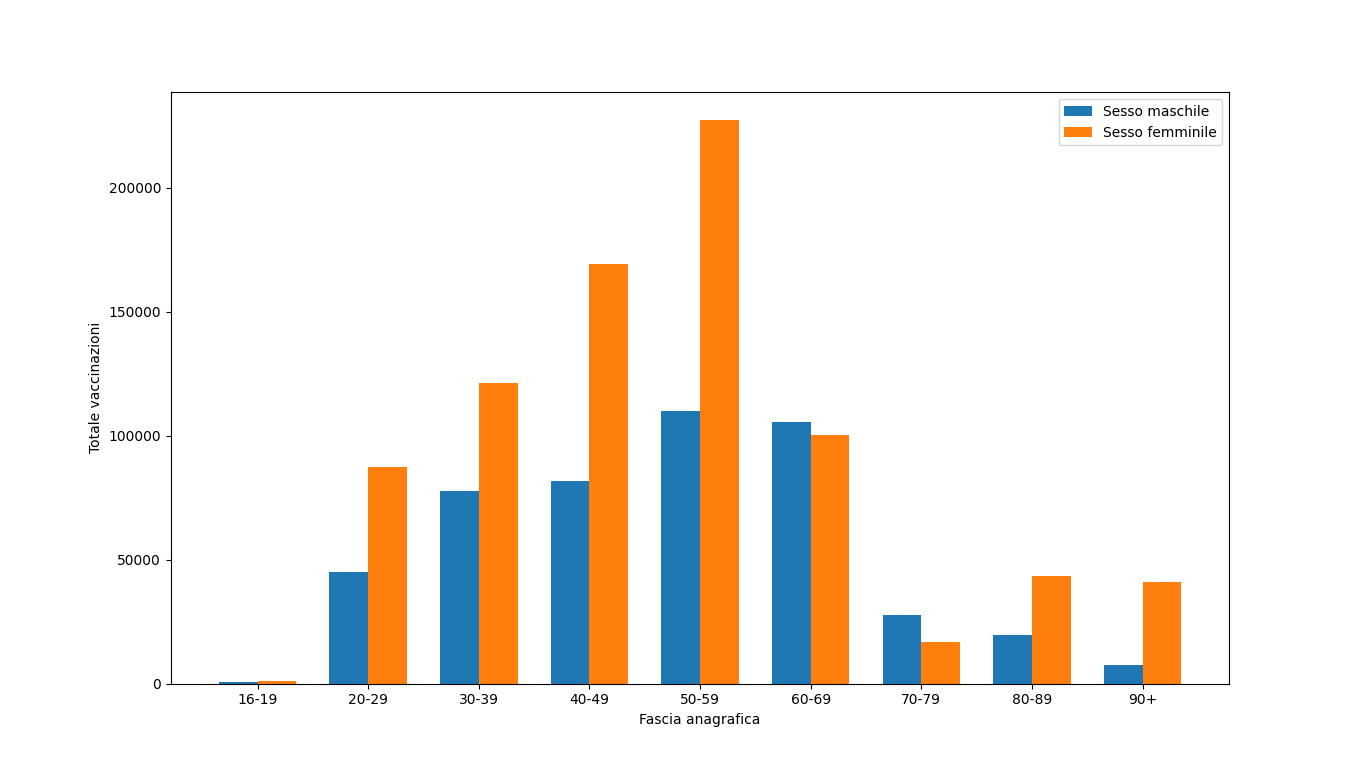 Sesso maschile
Sesso femminile
200000
150000
100000
50000
0
Totale vaccinazioni
16-19 20-29 30-39 40-49 50-59 60-69 70-79 80-89 90+
Fascia anagrafica